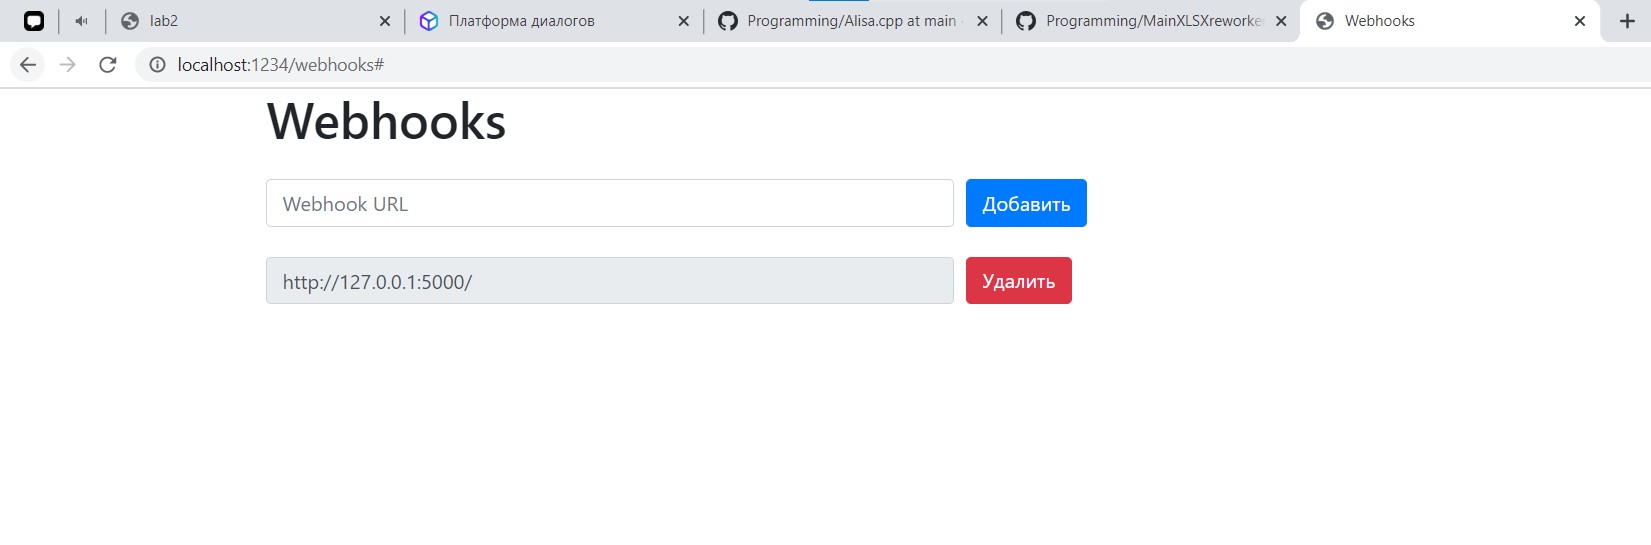 lab2
Платформа диалогов
Programming/Alisa.cpp at main
Programming/MainXLSXreworke
Webhooks
localhost:1234/webhooks#
Webhooks
Webhook URL
Добавить
http://127.0.0.1:5000/
Удалить